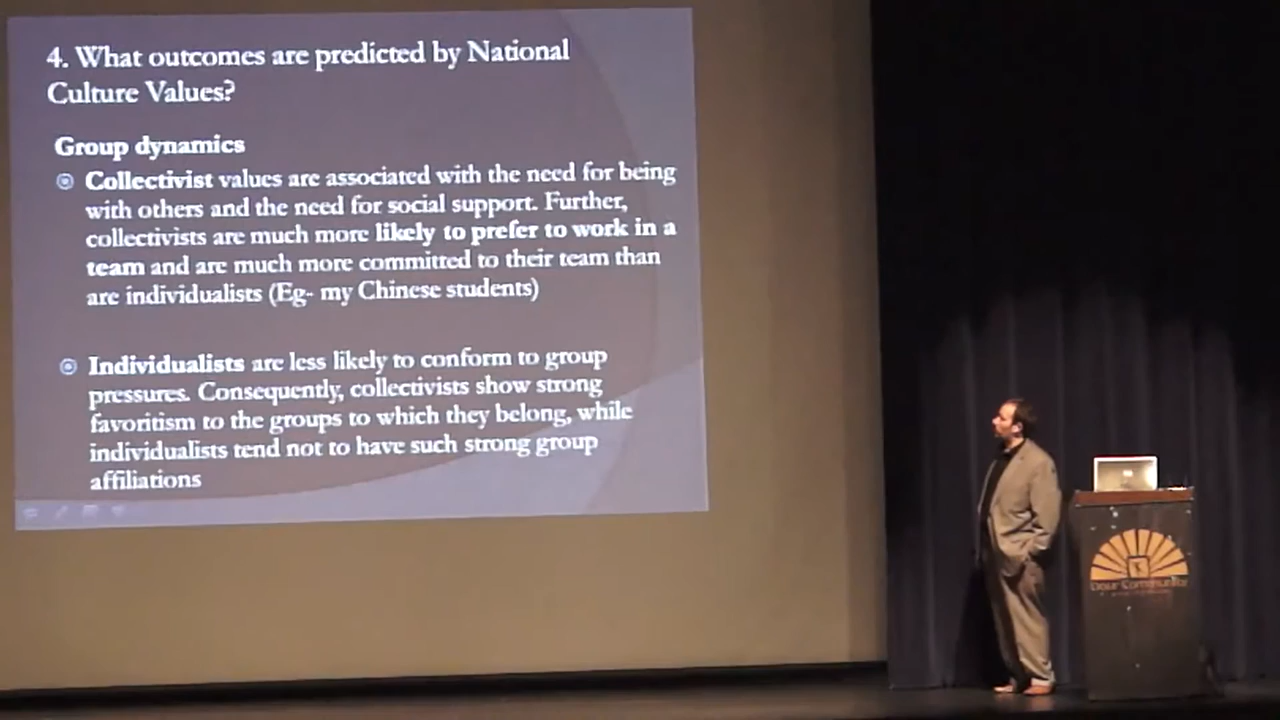 4. What outcomes are predicted by National
Culture Values?
Group dynamics
Collectivist values are associated with the need for being
with others and the need for social support. Further,
collectivists are much more likely to prefer to work in a
team and are much more committed to their team than
are individualists (Eg- my Chinese students)
Individualists are less likely to conform to group
pressures. Consequently, collectivists show strong
favoritism to the groups to which they belong, while
individualists tend not to have such strong group
affiliations
Community